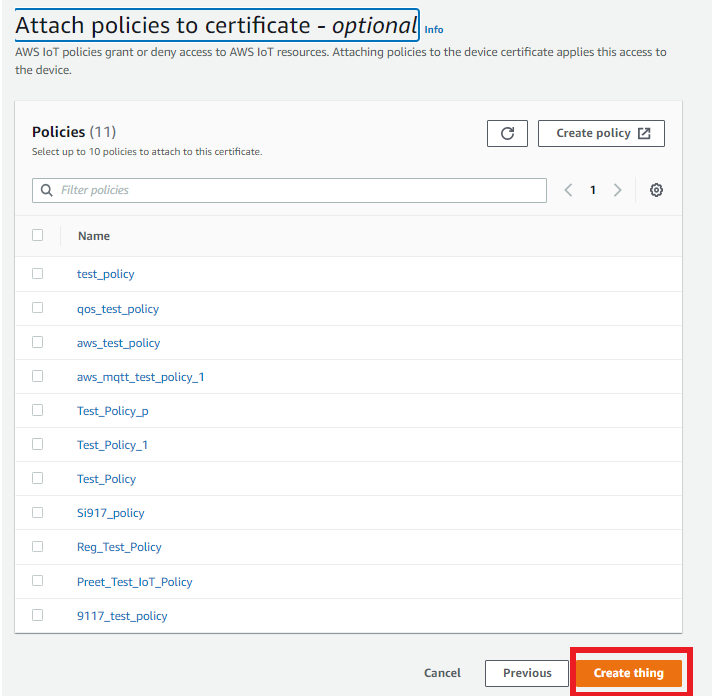 Attach policies to certificate - optional Info
AWS IoT policies grant or deny access to AWS IoT resources. Attaching policies to the device certificate applies this access to
the device.
Policies (11)
Create policy
Select up to 10 policies to attach to this certificate.
Filter policies
1
Name
test_policy
qos_test_policy
aws_test_policy
aws_mqtt_test_policy_1
Test_Policy_p
Test_Policy_1
Test_Policy
Si917_policy
Reg_Test_Policy
Preet_Test_IoT_Policy
9117_test_policy
Cancel
Previous
Create thing